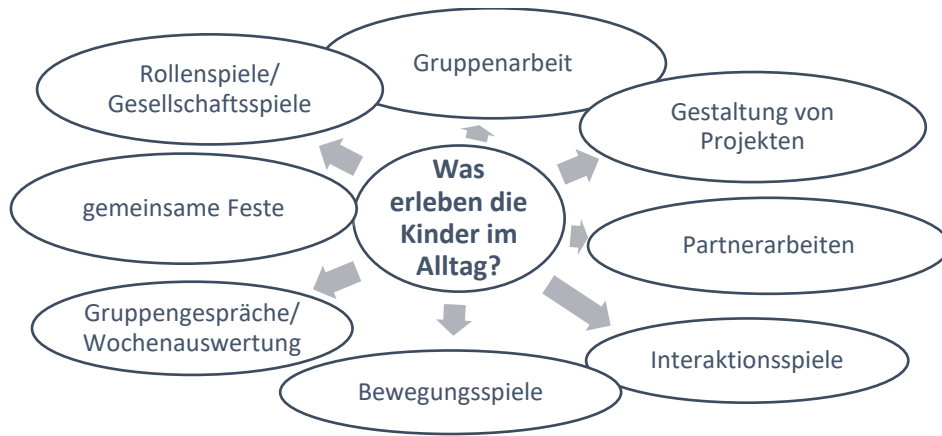 Gruppenarbeit
Rollenspiele/
Gesellschaftsspiele
Gestaltung von
Projekten
Was
erleben die
Kinder im
Alltag?
gemeinsame Feste
Partnerarbeiten
Gruppengespräche/
Wochenauswertung
Interaktionsspiele
Bewegungsspiele